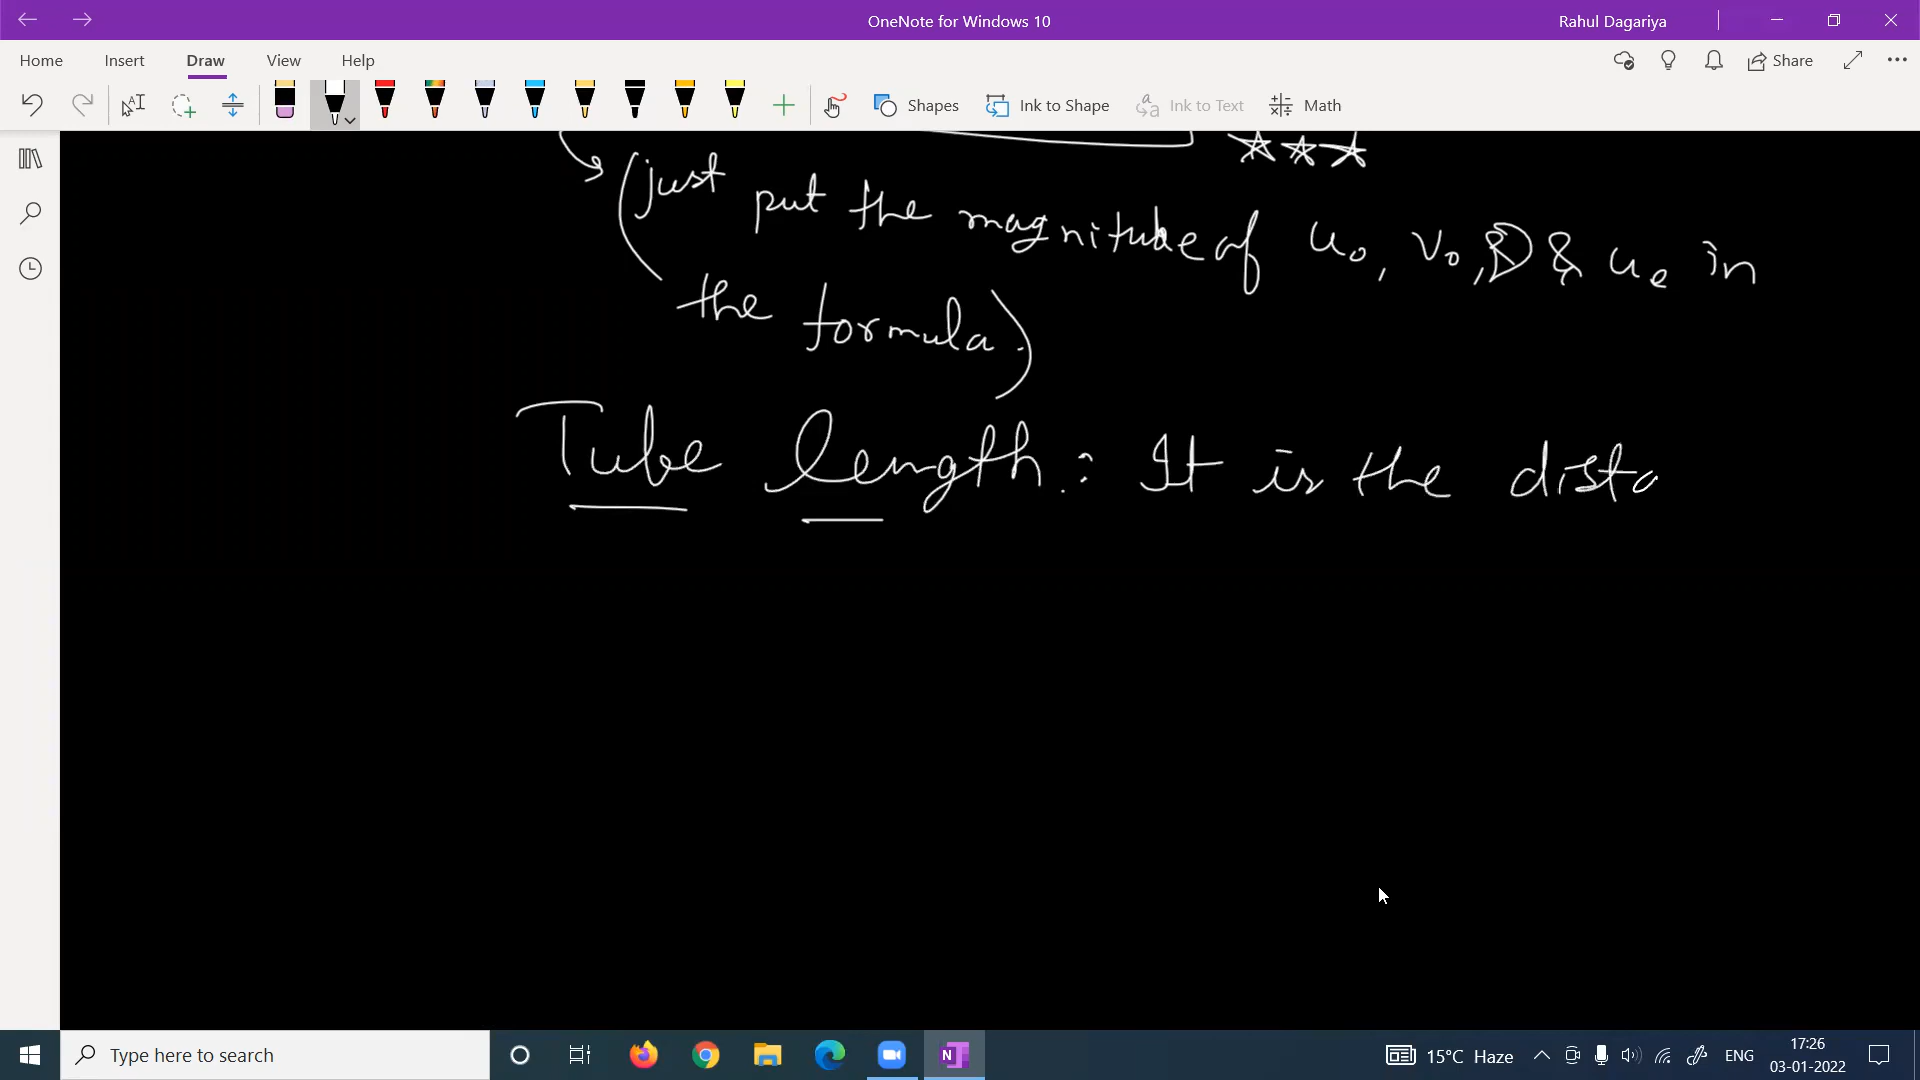 OneNote for Windows 10
Rahul Dagariya
Home Insert Draw View Help
Share
Shapes Ink to Shape Ink to Text Math
(just put the magnitude of u₀, v₀, D & uₑ in
the formula.)
Tube length : It is the dista
Type here to search
15°C Haze
ENG
17:26
03-01-2022